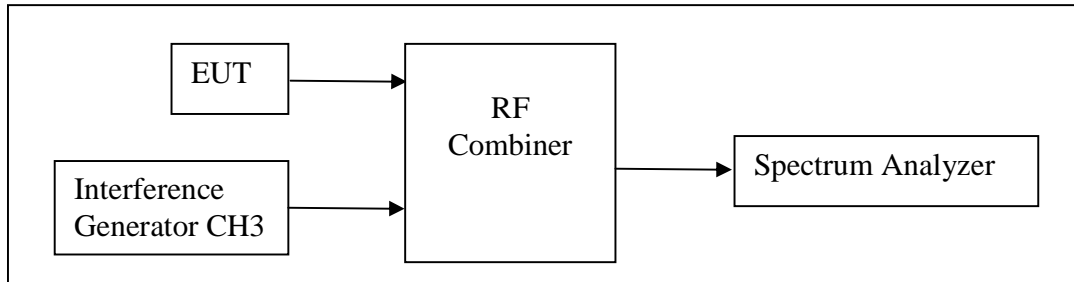 EUT
RF
Combiner
Spectrum Analyzer
Interference
Generator CH3